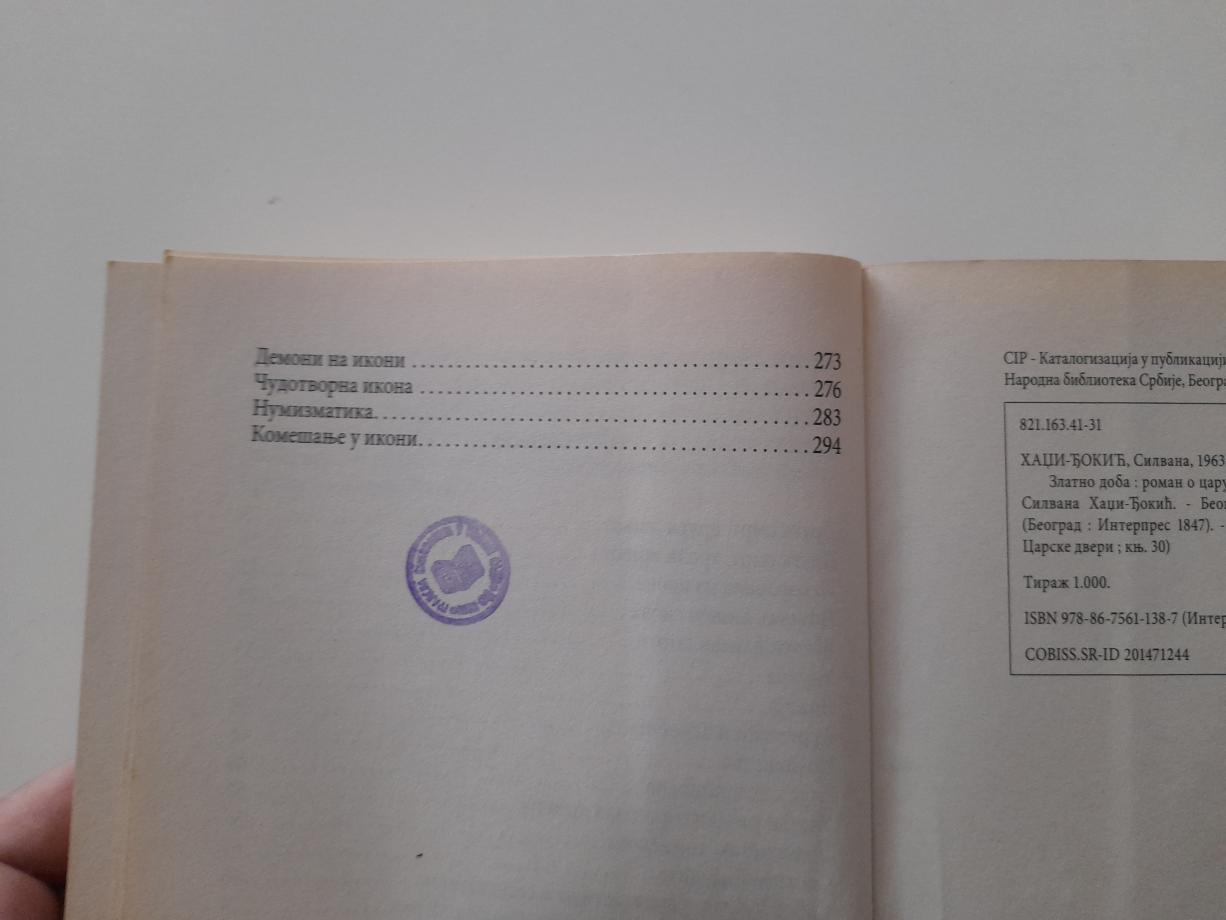 Демони на икони ........................................................ 273
Чудотворна икона ........................................................ 276
Нумизматика. ........................................................ 283
Комешање у икони. ........................................................ 294
CIP - Каталогизација у публикациј
Народна библиотека Србије, Београ
821.163.41-31
ХАЏИ-ЂОКИЋ, Силвана, 1963
Златно доба : роман о цару
Силвана Хаџи-Ђокић. - Бео
(Београд : Интерпрес 1847). -
Царске двери ; књ. 30)
Тираж 1.000.
ISBN 978-86-7561-138-7 (Интер
COBISS.SR-ID 201471244